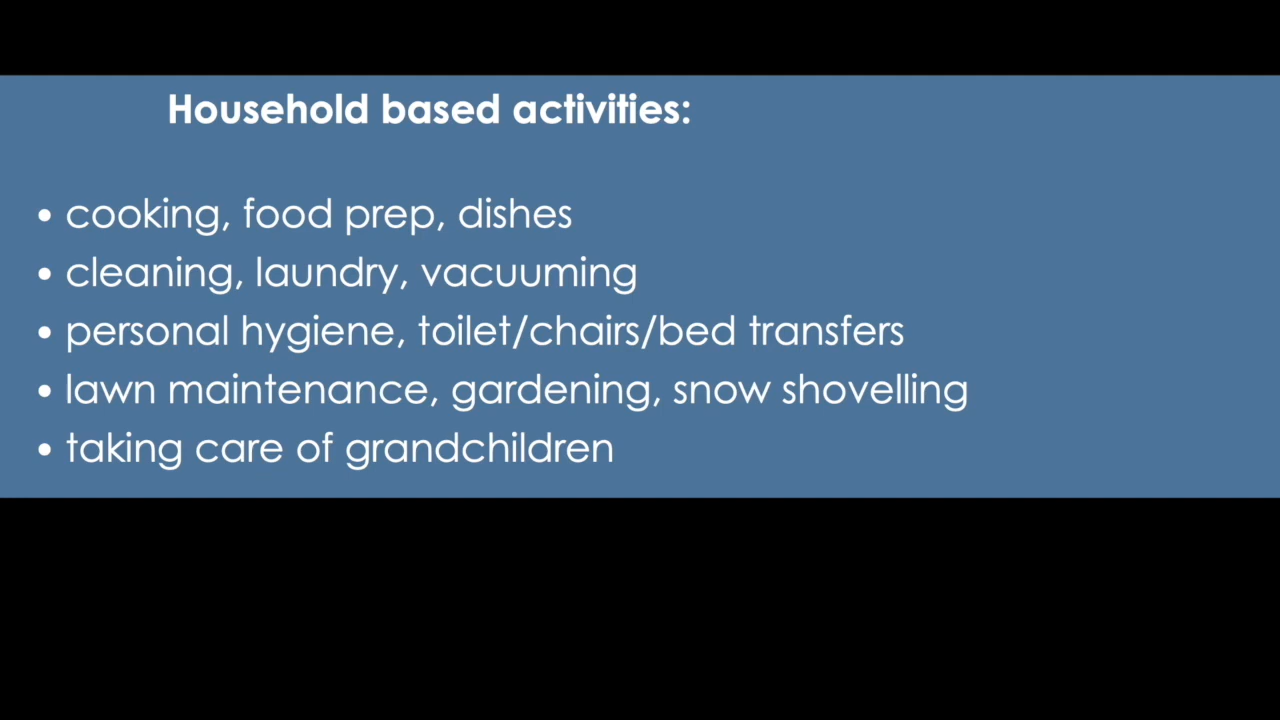 Household based activities:
• cooking, food prep, dishes
• cleaning, laundry, vacuuming
• personal hygiene, toilet/chairs/bed transfers
• lawn maintenance, gardening, snow shovelling
• taking care of grandchildren